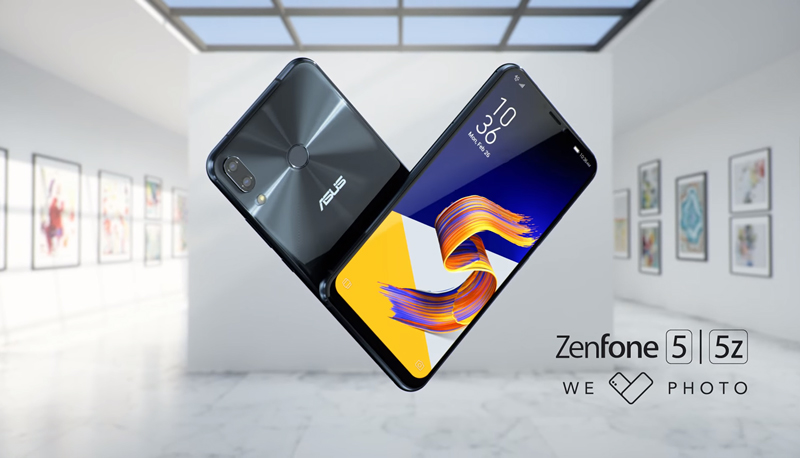 ASUS
10
36
Mon, Feb 26
Zenfone 5 | 5z
WE PHOTO